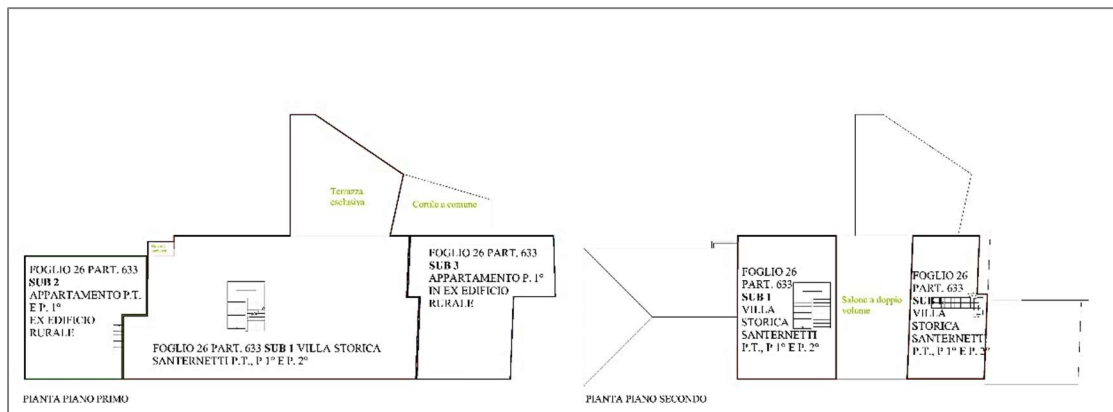 Terrazza
esclusiva
Cortile a comune
FOGLIO 26 PART. 633
SUB 2
APPARTAMENTO P.T.
E P. 1°
EX EDIFICIO
RURALE
FOGLIO 26 PART. 633
SUB 3
APPARTAMENTO P. 1°
IN EX EDIFICIO
RURALE
FOGLIO 26 PART. 633 SUB 1 VILLA STORICA
SANTERNETTI P.T., P 1° E P. 2°
PIANTA PIANO PRIMO
FOGLIO 26
PART. 633
SUB 1
VILLA
STORICA
SANTERNETTI
P.T., P 1° E P. 2°
Salone a doppio
volume
FOGLIO 26
PART. 633
SUB
VILLA
STORICA
SANTERNETTI
P.T., P 1° E P. 2°
PIANTA PIANO SECONDO